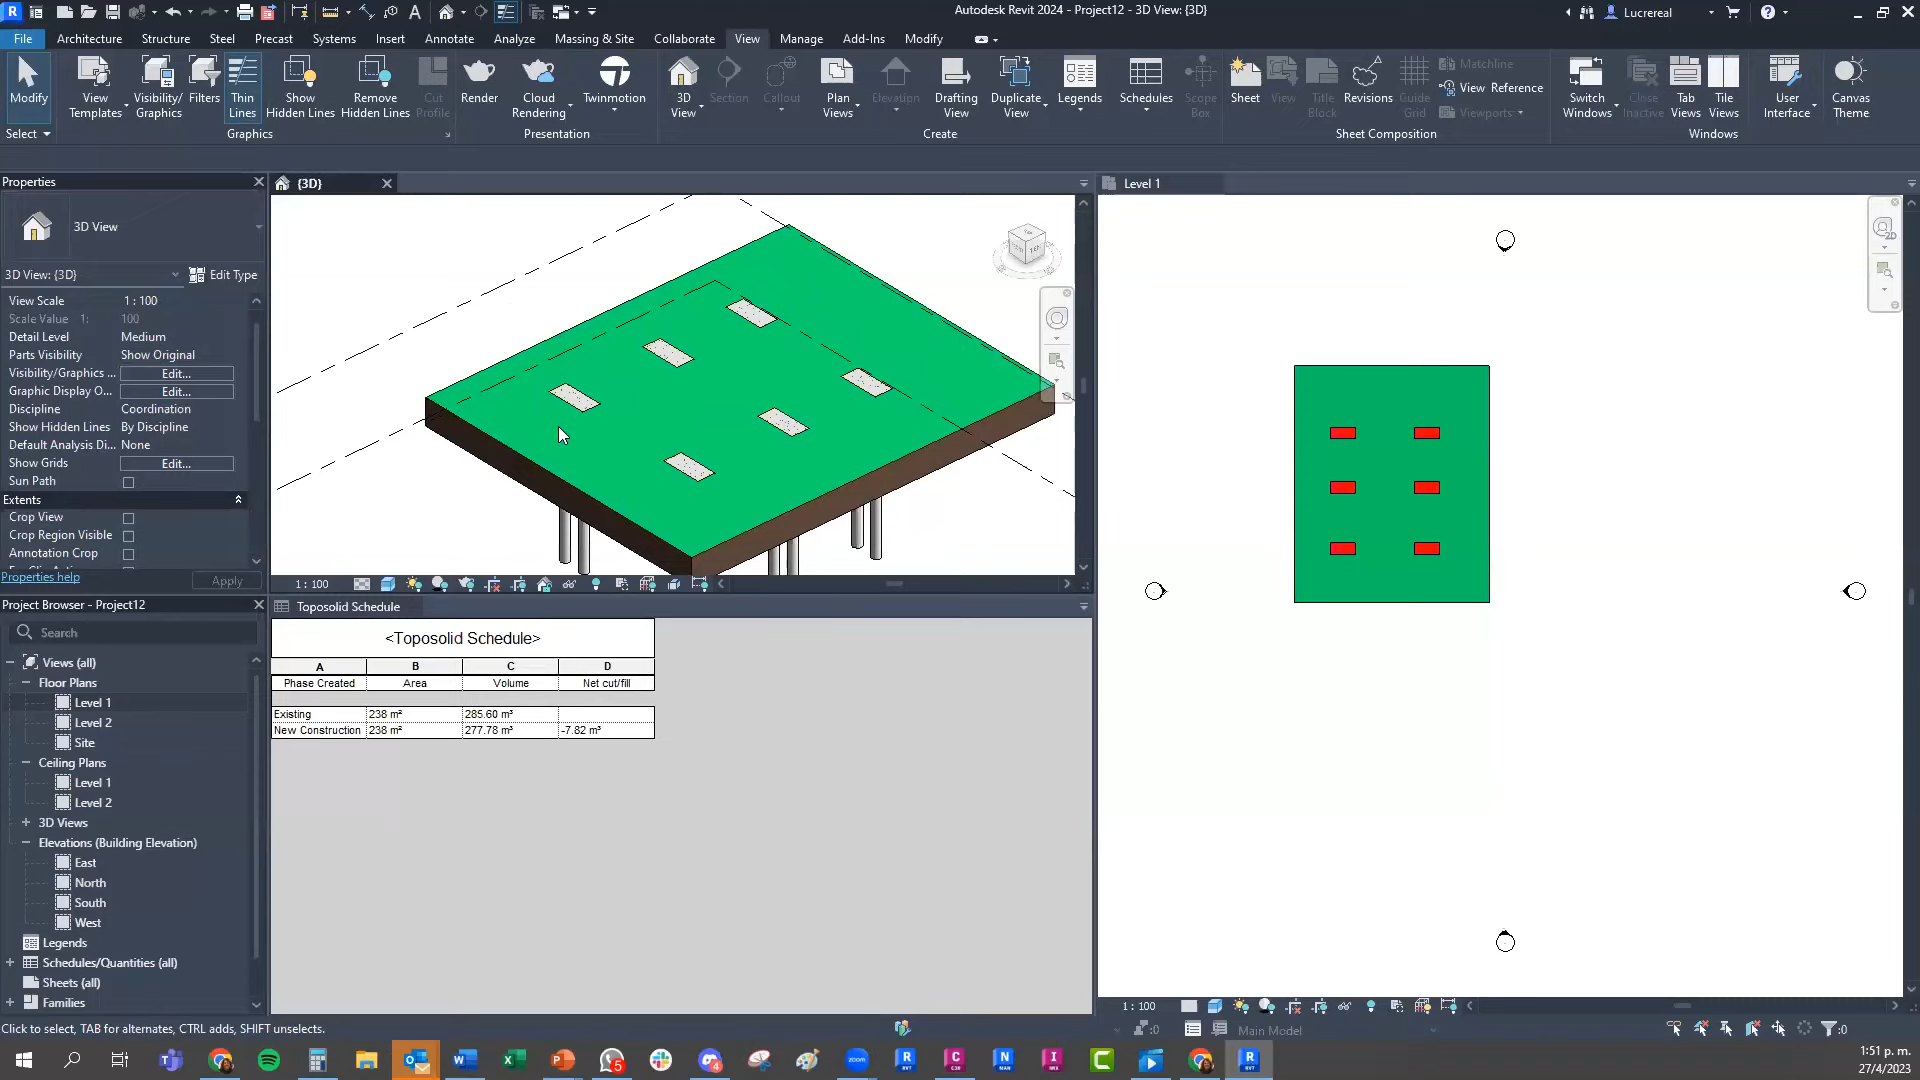 Autodesk Revit 2024 - Project12 - 3D View: {3D}
Lucrereal
File Architecture Structure Steel Precast Systems Insert Annotate Analyze Massing & Site Collaborate View Manage Add-Ins Modify
Modify
View Templates
Visibility/ Graphics
Filters
Thin Lines
Show Hidden Lines
Remove Hidden Lines
Cut Profile
Render
Cloud Rendering
Twinmotion
3D View
Section
Callout
Plan Views
Elevation
Drafting View
Duplicate View
Legends
Schedules
Scope Box
Sheet
View
Title Block
Revisions
Guide Grid
Matchline
View Reference
Viewports
Switch Windows
Close Inactive
Tab Views
Tile Views
User Interface
Canvas Theme
Select Graphics Presentation Create Sheet Composition Windows
Properties
3D View
3D View: {3D} Edit Type
View Scale 1 : 100
Scale Value 1: 100
Detail Level Medium
Parts Visibility Show Original
Visibility/Graphics ... Edit...
Graphic Display O... Edit...
Discipline Coordination
Show Hidden Lines By Discipline
Default Analysis Di... None
Show Grids Edit...
Sun Path
Extents
Crop View
Crop Region Visible
Annotation Crop
Properties help Apply
{3D}
1 : 100
Level 1
2D
1 : 100
Project Browser - Project12
Search
Views (all)
Floor Plans
Level 1
Level 2
Site
Ceiling Plans
Level 1
Level 2
3D Views
Elevations (Building Elevation)
East
North
South
West
Legends
Schedules/Quantities (all)
Sheets (all)
Families
Toposolid Schedule
<Toposolid Schedule>
A B C D
Phase Created Area Volume Net cut/fill
Existing 238 m² 285.60 m³
New Construction 238 m² 277.78 m³ -7.82 m³
Click to select, TAB for alternates, CTRL adds, SHIFT unselects.
:0
Main Model
:0
1:51 p. m.
27/4/2023